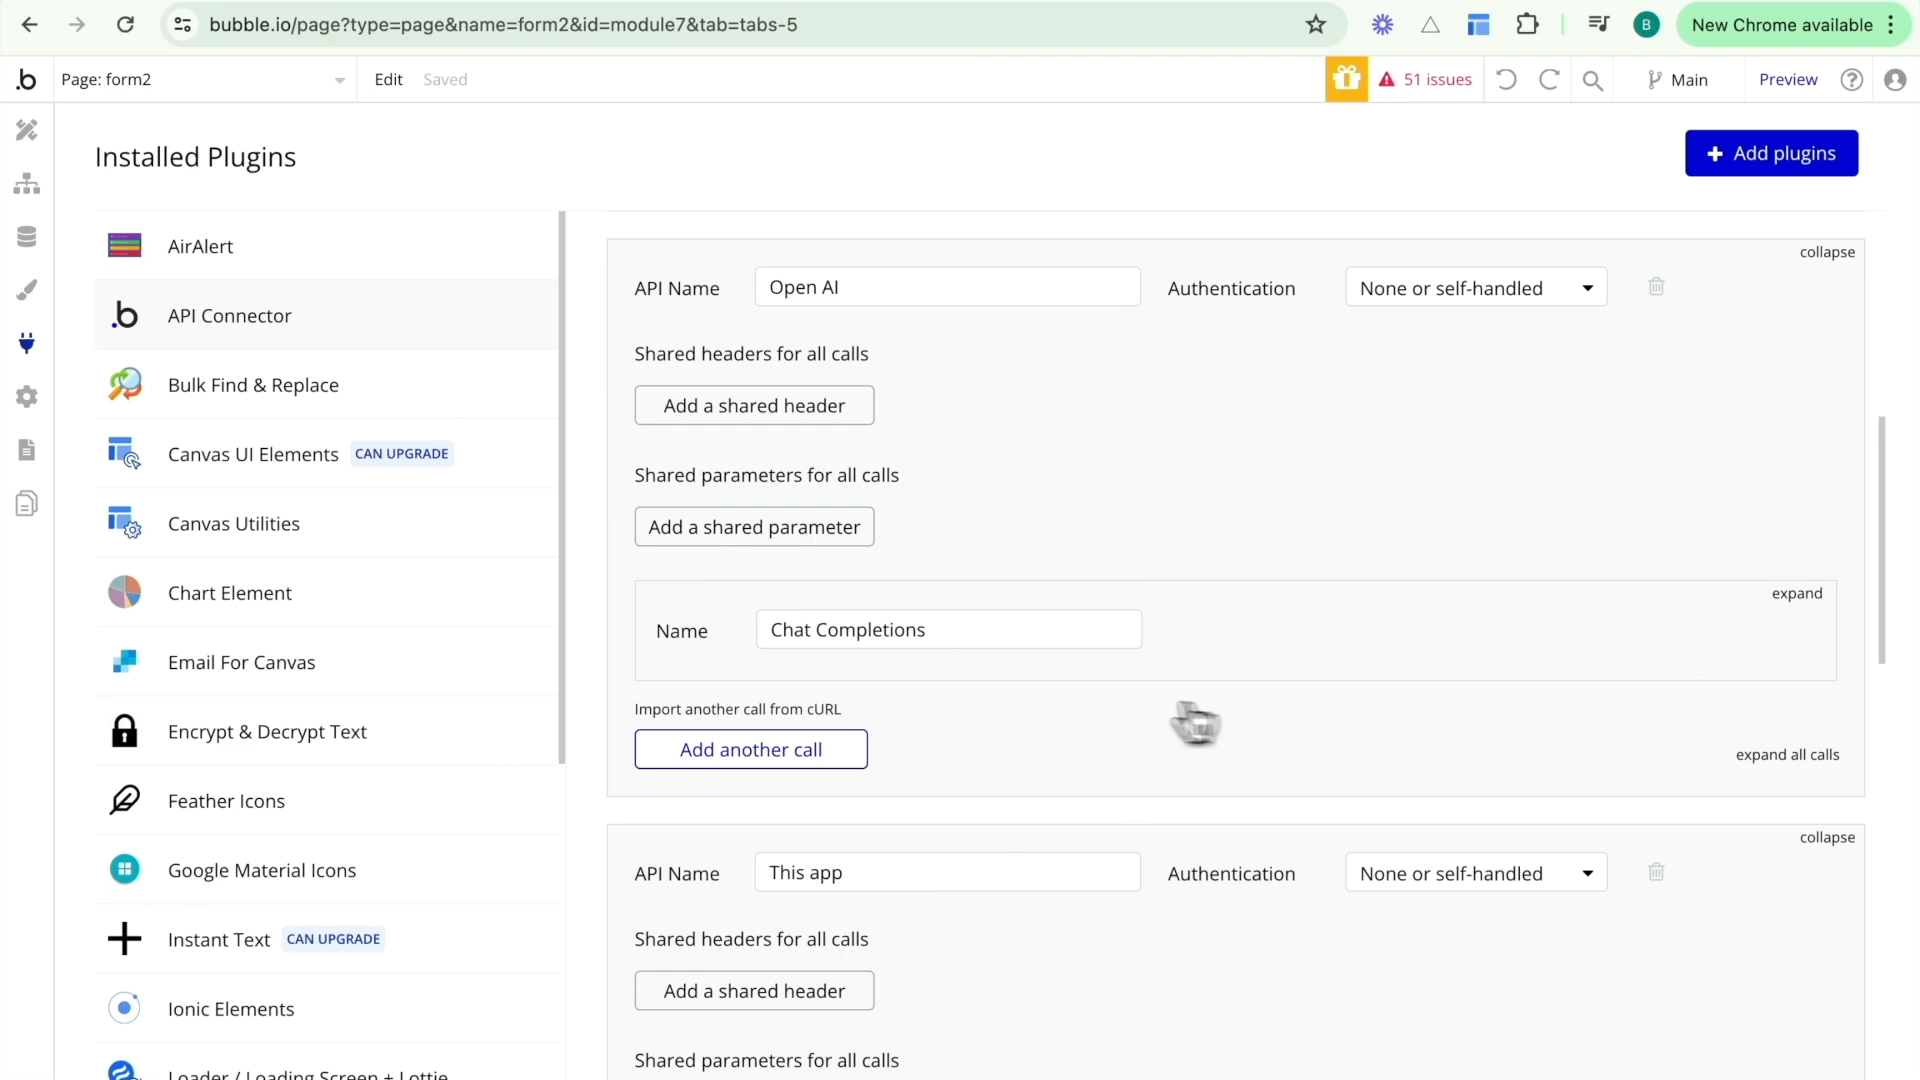 bubble.io/page?type=page&name=form2&id=module7&tab=tabs-5
B
New Chrome available
b
Page: form2
Edit
Saved
51 issues
Main
Preview
?
Installed Plugins
+ Add plugins
AirAlert
b API Connector
Bulk Find & Replace
Canvas UI Elements CAN UPGRADE
Canvas Utilities
Chart Element
Email For Canvas
Encrypt & Decrypt Text
Feather Icons
Google Material Icons
Instant Text CAN UPGRADE
Ionic Elements
Loader / Loading Screen + Lottie
collapse
API Name
Open AI
Authentication
None or self-handled
Shared headers for all calls
Add a shared header
Shared parameters for all calls
Add a shared parameter
expand
Name
Chat Completions
Import another call from cURL
Add another call
expand all calls
collapse
API Name
This app
Authentication
None or self-handled
Shared headers for all calls
Add a shared header
Shared parameters for all calls